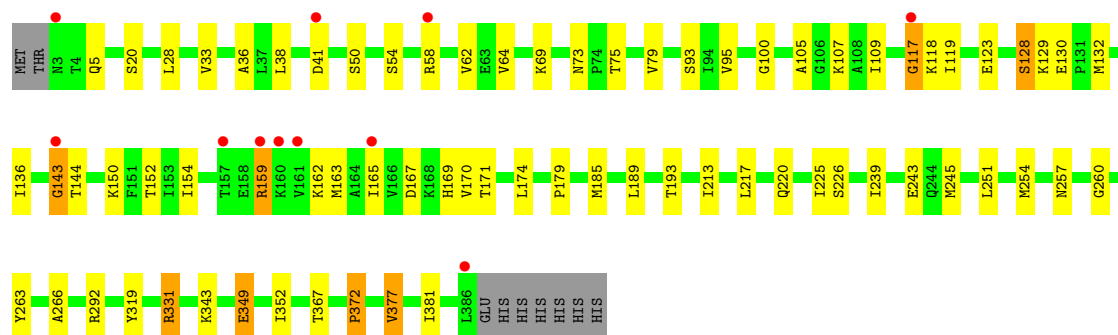 MET THR N3 T4 Q5 S20 L28 V33 A36 L37 L38 D41 S50 S54 R58 V62 E63 V64 K69 N73 P74 T75 V79 S93 I94 V95 G100 A105 G106 K107 A108 I109 G117 K118 I119 E123 S128 K129 E130 P131 M132
I136 G143 T144 K150 F151 T152 I153 I154 T157 E158 R159 K160 V161 K162 M163 A164 I165 V166 D167 K168 H169 V170 T171 L174 P179 M185 L189 T193 I213 L217 Q220 I225 S226 I239 E243 Q244 M245 L251 M254 N257 G260
Y263 A266 R292 Y319 R331 K343 E349 I352 T367 P372 V377 I381 L386 GLU HIS HIS HIS HIS HIS HIS